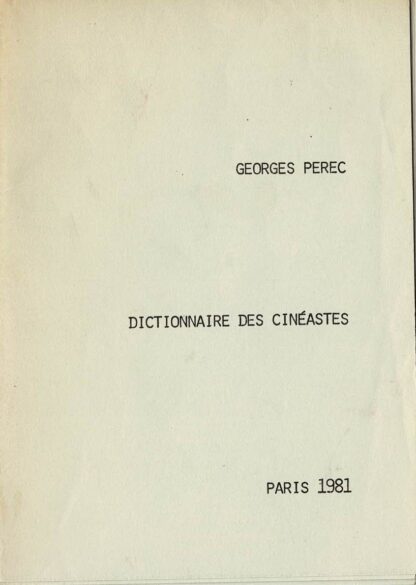 GEORGES PEREC
DICTIONNAIRE DES CINÉASTES
PARIS 1981